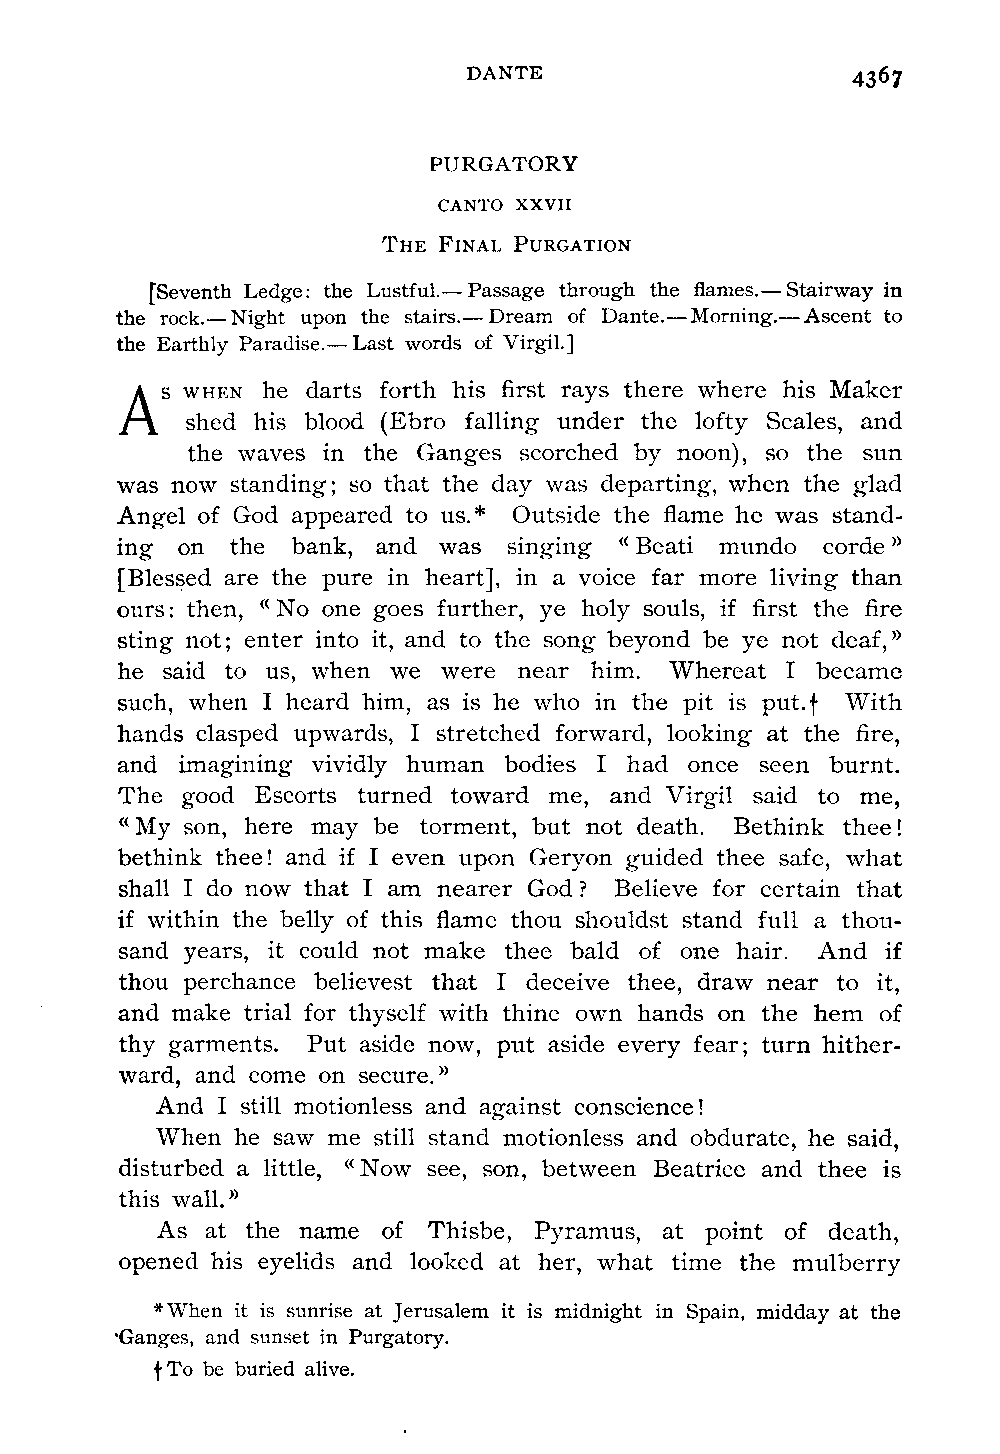 DANTE 4367
PURGATORY
CANTO XXVII
THE FINAL PURGATION
[Seventh Ledge: the Lustful.—Passage through the flames.—Stairway in
the rock.—Night upon the stairs.—Dream of Dante.—Morning.—Ascent to
the Earthly Paradise.—Last words of Virgil.]
AS WHEN he darts forth his first rays there where his Maker
shed his blood (Ebro falling under the lofty Scales, and
the waves in the Ganges scorched by noon), so the sun
was now standing; so that the day was departing, when the glad
Angel of God appeared to us.* Outside the flame he was stand-
ing on the bank, and was singing “Beati mundo corde”
[Blessed are the pure in heart], in a voice far more living than
ours: then, “No one goes further, ye holy souls, if first the fire
sting not; enter into it, and to the song beyond be ye not deaf,”
he said to us, when we were near him. Whereat I became
such, when I heard him, as is he who in the pit is put.† With
hands clasped upwards, I stretched forward, looking at the fire,
and imagining vividly human bodies I had once seen burnt.
The good Escorts turned toward me, and Virgil said to me,
“My son, here may be torment, but not death. Bethink thee!
bethink thee! and if I even upon Geryon guided thee safe, what
shall I do now that I am nearer God? Believe for certain that
if within the belly of this flame thou shouldst stand full a thou-
sand years, it could not make thee bald of one hair. And if
thou perchance believest that I deceive thee, draw near to it,
and make trial for thyself with thine own hands on the hem of
thy garments. Put aside now, put aside every fear; turn hither-
ward, and come on secure.”
And I still motionless and against conscience!
When he saw me still stand motionless and obdurate, he said,
disturbed a little, “Now see, son, between Beatrice and thee is
this wall.”
As at the name of Thisbe, Pyramus, at point of death,
opened his eyelids and looked at her, what time the mulberry
*When it is sunrise at Jerusalem it is midnight in Spain, midday at the
Ganges, and sunset in Purgatory.
†To be buried alive.